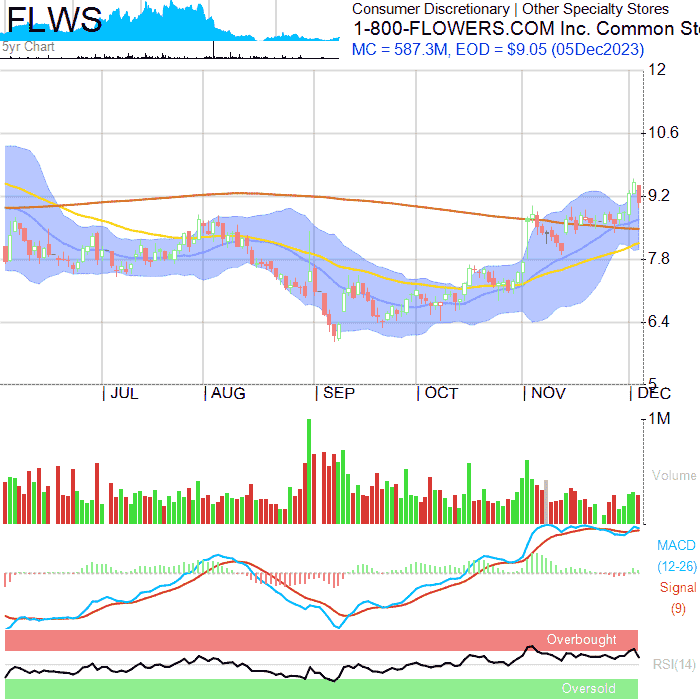 FLWS
Consumer Discretionary | Other Specialty Stores
1-800-FLOWERS.COM Inc. Common Sto
MC = 587.3M, EOD = $9.05 (05Dec2023)
5yr Chart
12
10.6
9.2
7.8
6.4
5
JUL
AUG
SEP
OCT
NOV
DEC
1M
Volume
MACD
(12-26)
Signal
(9)
Overbought
RSI(14)
Oversold